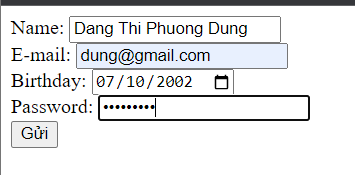 Name: Dang Thi Phuong Dung
E-mail: dung@gmail.com
Birthday: 07/10/2002
Password: •••••••••
Gửi